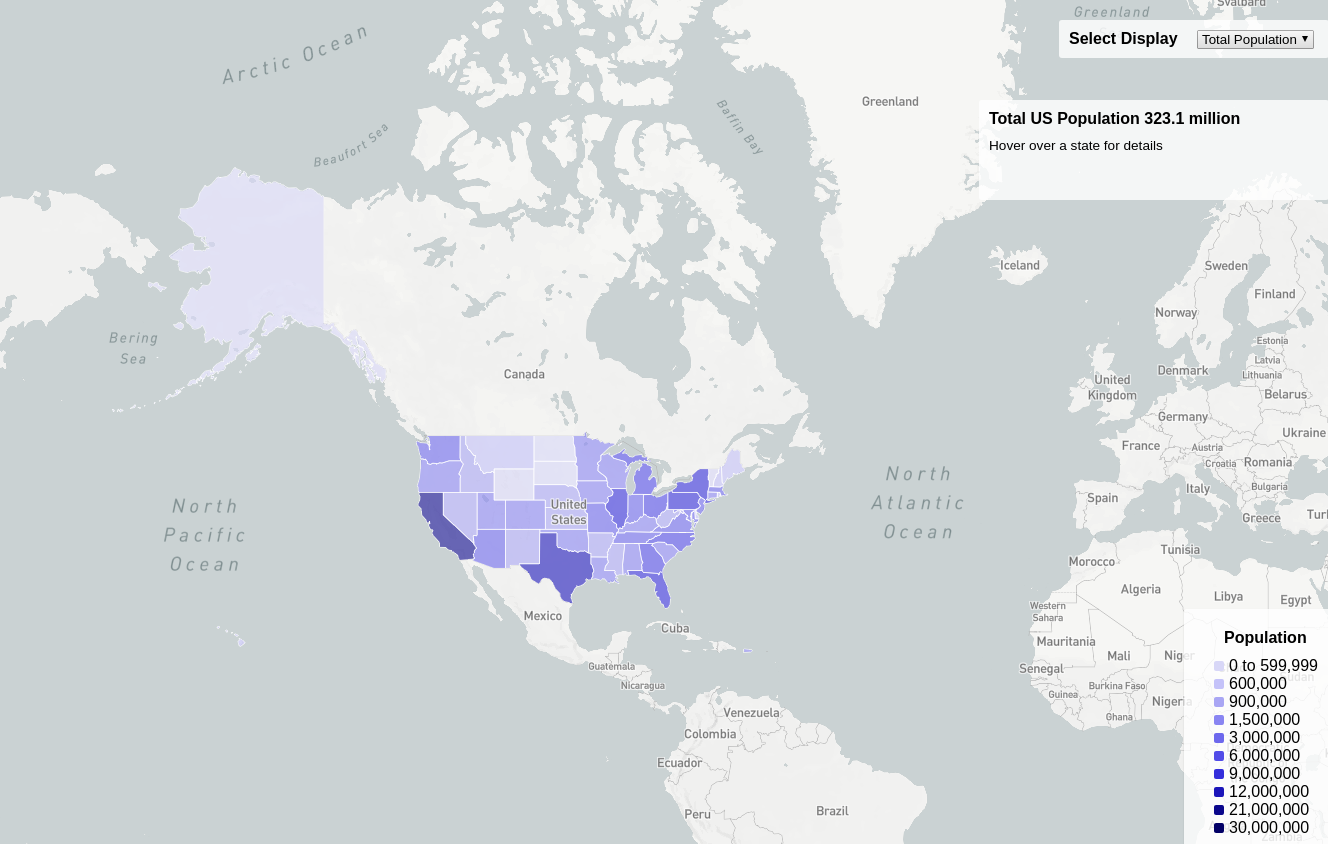 Greenland
Svalbard
Select Display
Total Population
Arctic Ocean
Beaufort Sea
Baffin Bay
Greenland
Total US Population 323.1 million
Hover over a state for details
Iceland
Sweden
Finland
Norway
Bering
Sea
Canada
Estonia
Latvia
Lithuania
Denmark
United
Kingdom
Belarus
Germany
Ukraine
France
Austria
Croatia
Romania
Bulgaria
Italy
Spain
Greece
Tur
North
Pacific
Ocean
United
States
North
Atlantic
Ocean
Mexico
Cuba
Guatemala
Nicaragua
Tunisia
Morocco
Algeria
Libya
Egypt
Western
Sahara
Mauritania
Mali
Niger
Senegal
Burkina Faso
Guinea
Nigeria
Ghana
Venezuela
Colombia
Ecuador
Peru
Brazil
Population
0 to 599,999
600,000
900,000
1,500,000
3,000,000
6,000,000
9,000,000
12,000,000
21,000,000
30,000,000
Zambia